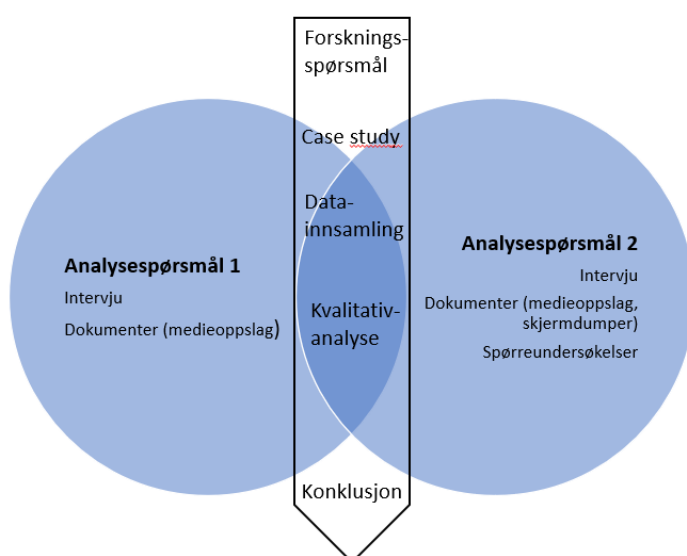 Forsknings-
spørsmål
Case study
Data-
innsamling
Kvalitativ-
analyse
Konklusjon
Analysespørsmål 1
Intervju
Dokumenter (medieoppslag)
Analysespørsmål 2
Intervju
Dokumenter (medieoppslag,
skjermdumper)
Spørreundersøkelser